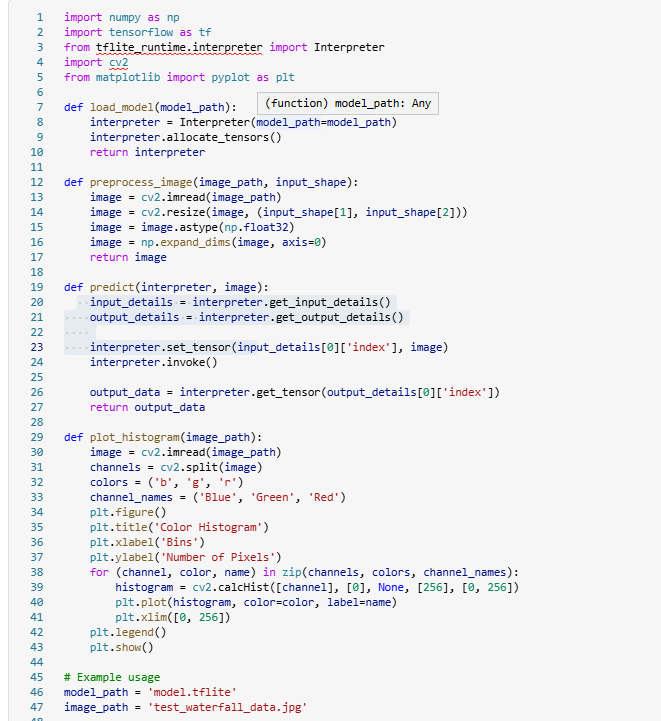 1 import numpy as np
2 import tensorflow as tf
3 from tflite_runtime.interpreter import Interpreter
4 import cv2
5 from matplotlib import pyplot as plt
6
(function) model_path: Any
7 def load_model(model_path):
8     interpreter = Interpreter(model_path=model_path)
9     interpreter.allocate_tensors()
10     return interpreter
11
12 def preprocess_image(image_path, input_shape):
13     image = cv2.imread(image_path)
14     image = cv2.resize(image, (input_shape[1], input_shape[2]))
15     image = image.astype(np.float32)
16     image = np.expand_dims(image, axis=0)
17     return image
18
19 def predict(interpreter, image):
20     input_details = interpreter.get_input_details()
21     output_details = interpreter.get_output_details()
22
23     interpreter.set_tensor(input_details[0]['index'], image)
24     interpreter.invoke()
25
26     output_data = interpreter.get_tensor(output_details[0]['index'])
27     return output_data
28
29 def plot_histogram(image_path):
30     image = cv2.imread(image_path)
31     channels = cv2.split(image)
32     colors = ('b', 'g', 'r')
33     channel_names = ('Blue', 'Green', 'Red')
34     plt.figure()
35     plt.title('Color Histogram')
36     plt.xlabel('Bins')
37     plt.ylabel('Number of Pixels')
38     for (channel, color, name) in zip(channels, colors, channel_names):
39         histogram = cv2.calcHist([channel], [0], None, [256], [0, 256])
40         plt.plot(histogram, color=color, label=name)
41         plt.xlim([0, 256])
42     plt.legend()
43     plt.show()
44
45 # Example usage
46 model_path = 'model.tflite'
47 image_path = 'test_waterfall_data.jpg'